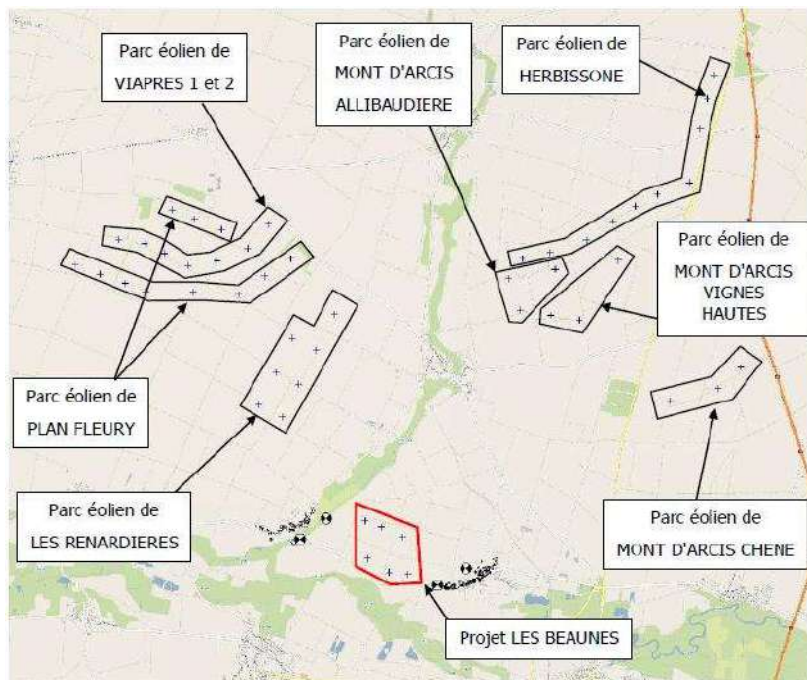 Parc éolien de
VIAPRES 1 et 2
Parc éolien de
MONT D'ARCIS
ALLIBAUDIERE
Parc éolien de
HERBISSONE
Parc éolien de
MONT D'ARCIS
VIGNES
HAUTES
Parc éolien de
PLAN FLEURY
Parc éolien de
LES RENARDIERES
Parc éolien de
MONT D'ARCIS CHENE
Projet LES BEAUNES